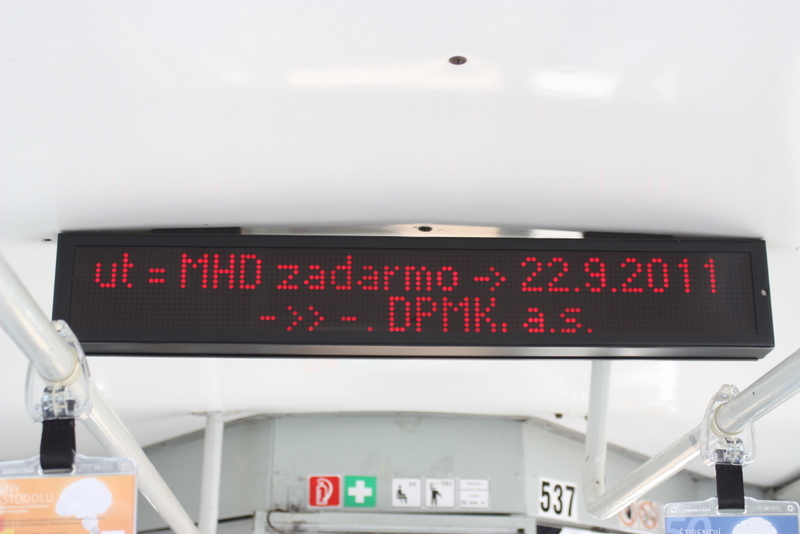 ut = MHD zadarmo -> 22.9.2011
->> -. DPMK, a.s.
537